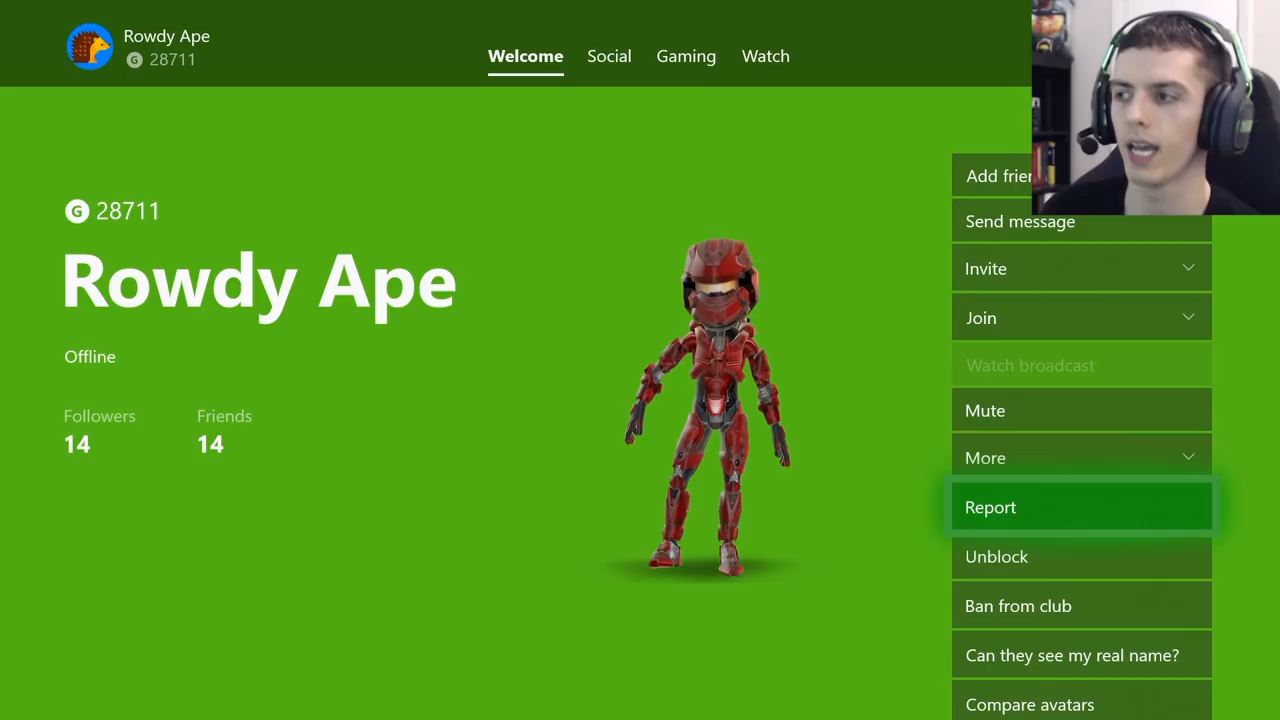 Rowdy Ape
G 28711
Welcome Social Gaming Watch
G 28711
Rowdy Ape
Offline
Followers Friends
14 14
Add frien
Send message
Invite
Join
Watch broadcast
Mute
More
Report
Unblock
Ban from club
Can they see my real name?
Compare avatars